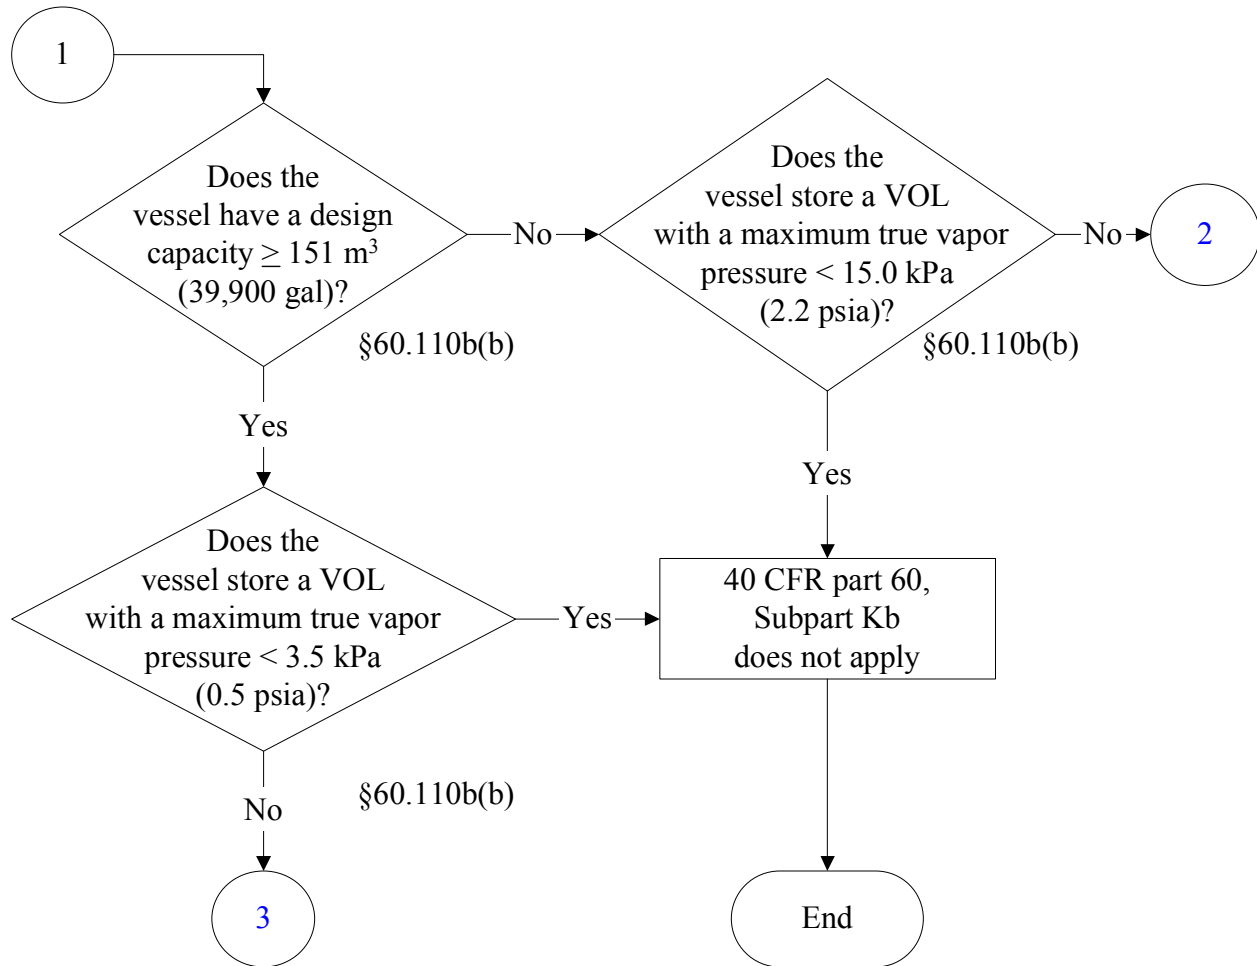 1
Does the
vessel have a design
capacity ≥ 151 m³
(39,900 gal)?
§60.110b(b)
No
Does the
vessel store a VOL
with a maximum true vapor
pressure < 15.0 kPa
(2.2 psia)?
§60.110b(b)
No
2
Yes
Yes
Does the
vessel store a VOL
with a maximum true vapor
pressure < 3.5 kPa
(0.5 psia)?
§60.110b(b)
Yes
40 CFR part 60,
Subpart Kb
does not apply
No
3
End